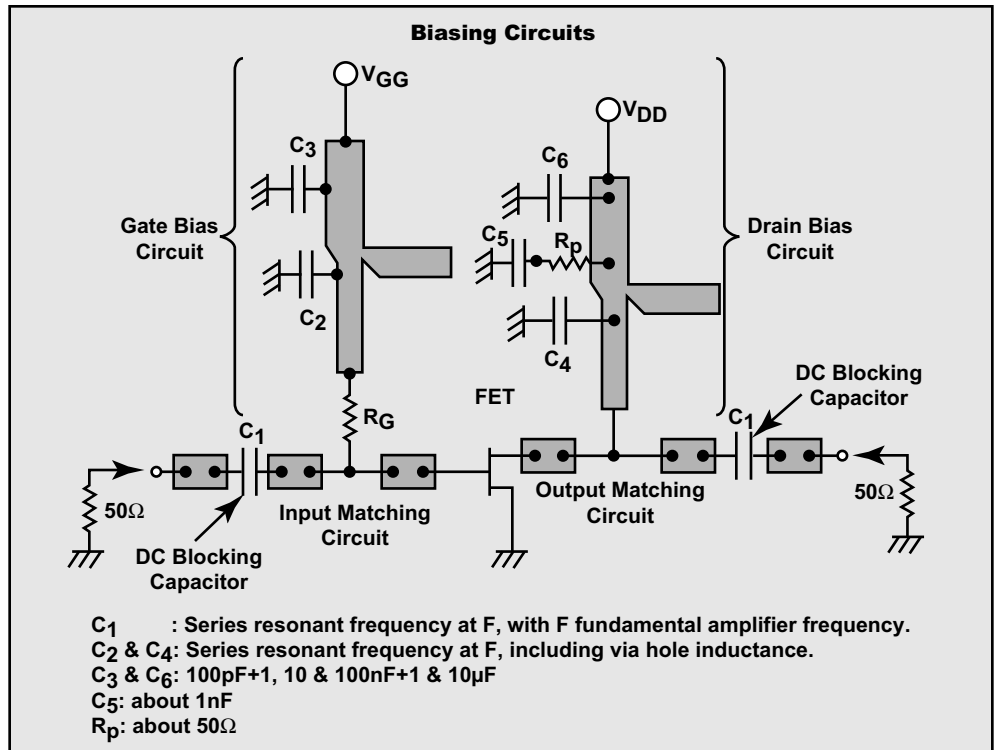 Biasing Circuits
VGG
VDD
C3
C6
Gate Bias
Circuit
C5
Rp
Drain Bias
Circuit
C2
C4
RG
FET
DC Blocking
Capacitor
C1
C1
50Ω
Input Matching
Circuit
Output Matching
Circuit
50Ω
DC Blocking
Capacitor
C1 : Series resonant frequency at F, with F fundamental amplifier frequency.
C2 & C4: Series resonant frequency at F, including via hole inductance.
C3 & C6: 100pF+1, 10 & 100nF+1 & 10µF
C5: about 1nF
Rp: about 50Ω